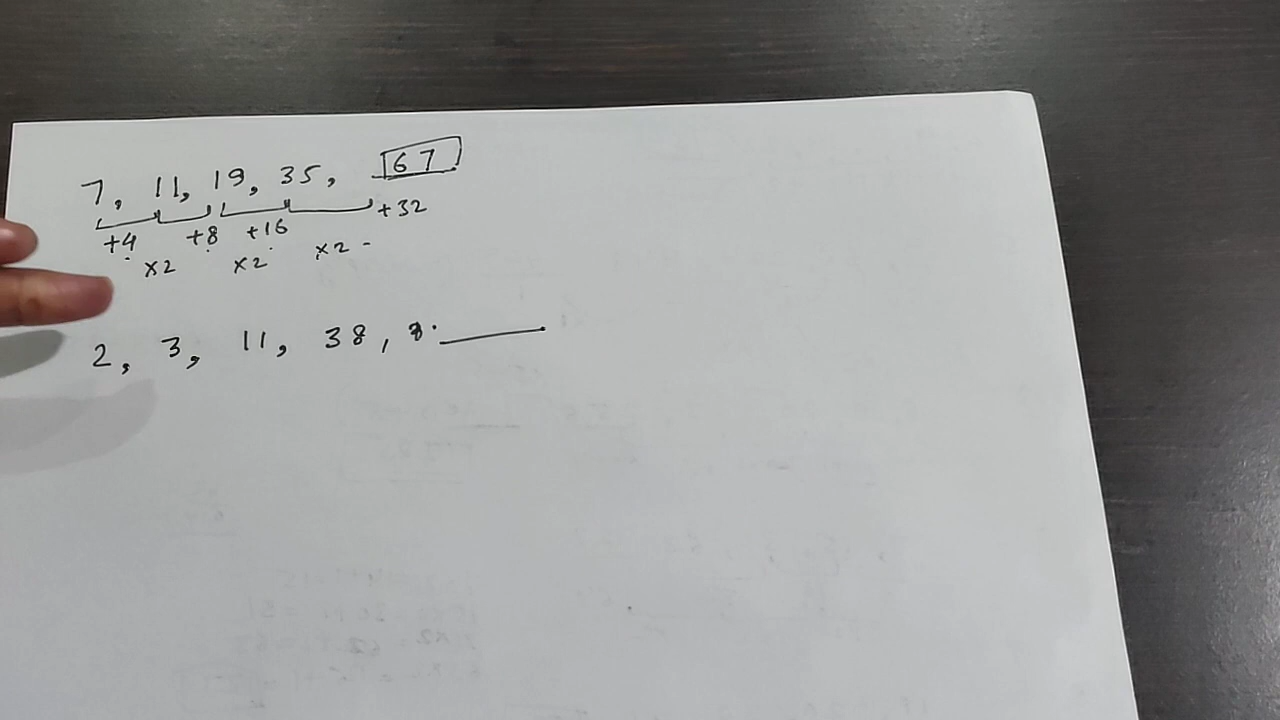 7, 11, 19, 35, 67
+4 +8 +16 +32
×2 ×2 ×2
2, 3, 11, 38,